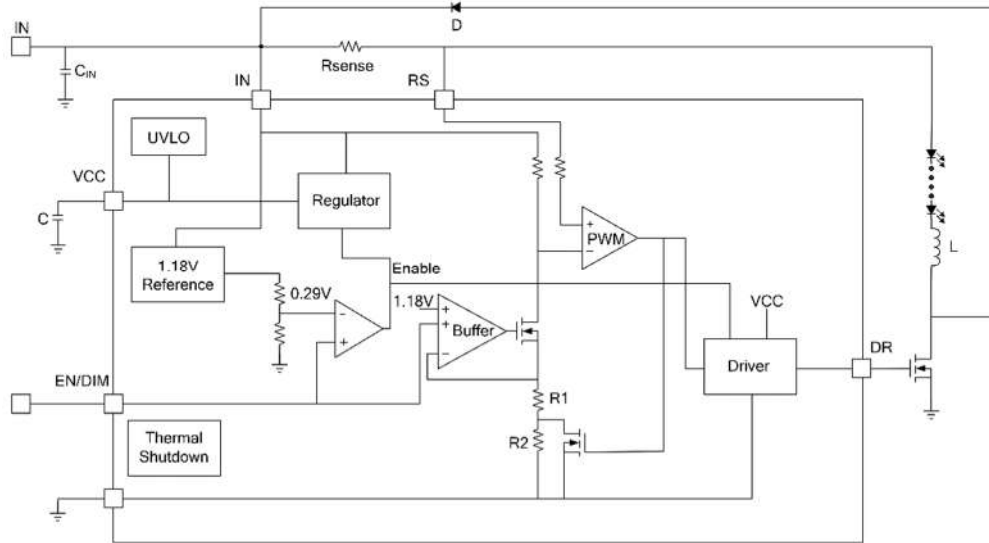 D
IN
Rsense
CIN
IN
RS
UVLO
VCC
Regulator
C
PWM
+
−
L
1.18V
Reference
Enable
0.29V
−
+
1.18V
+
+
−
Buffer
VCC
Driver
DR
EN/DIM
R1
Thermal
Shutdown
R2